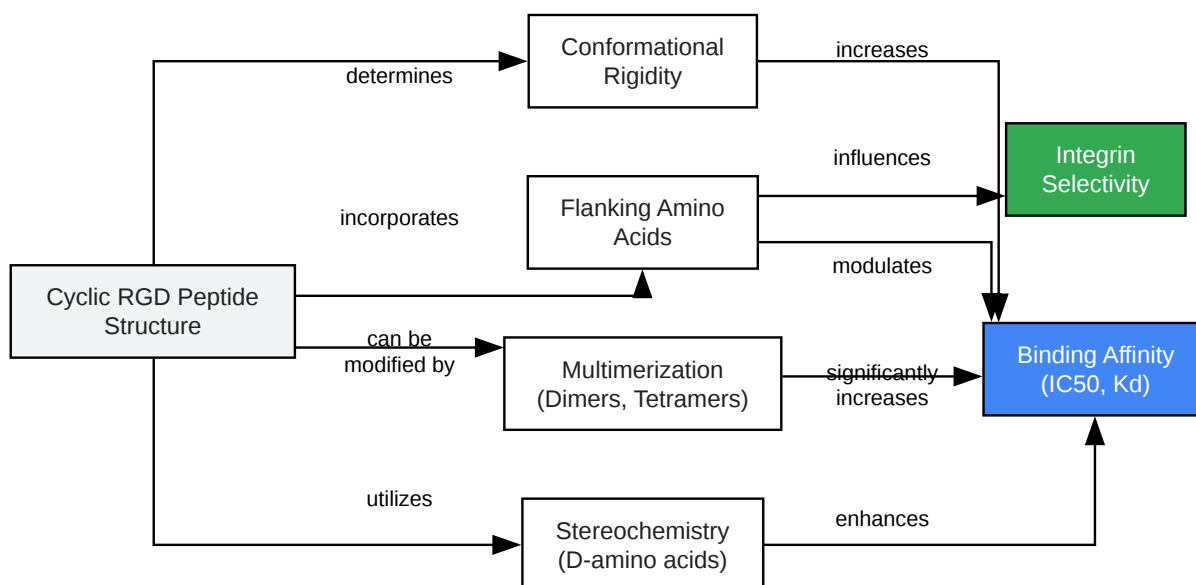 Conformational
Rigidity
increases
determines
Integrin
Selectivity
influences
Flanking Amino
Acids
incorporates
modulates
Cyclic RGD Peptide
Structure
can be
modified by
Multimerization
(Dimers, Tetramers)
significantly
increases
Binding Affinity
(IC50, Kd)
utilizes
Stereochemistry
(D-amino acids)
enhances